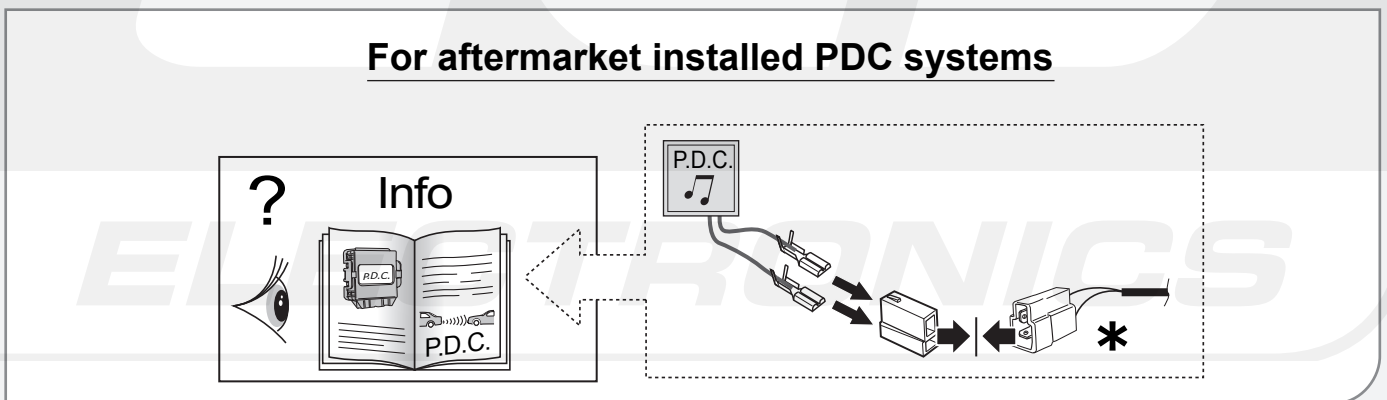 For aftermarket installed PDC systems
? Info
P.D.C.
P.D.C.
P.D.C.
*
ELECTRONICS